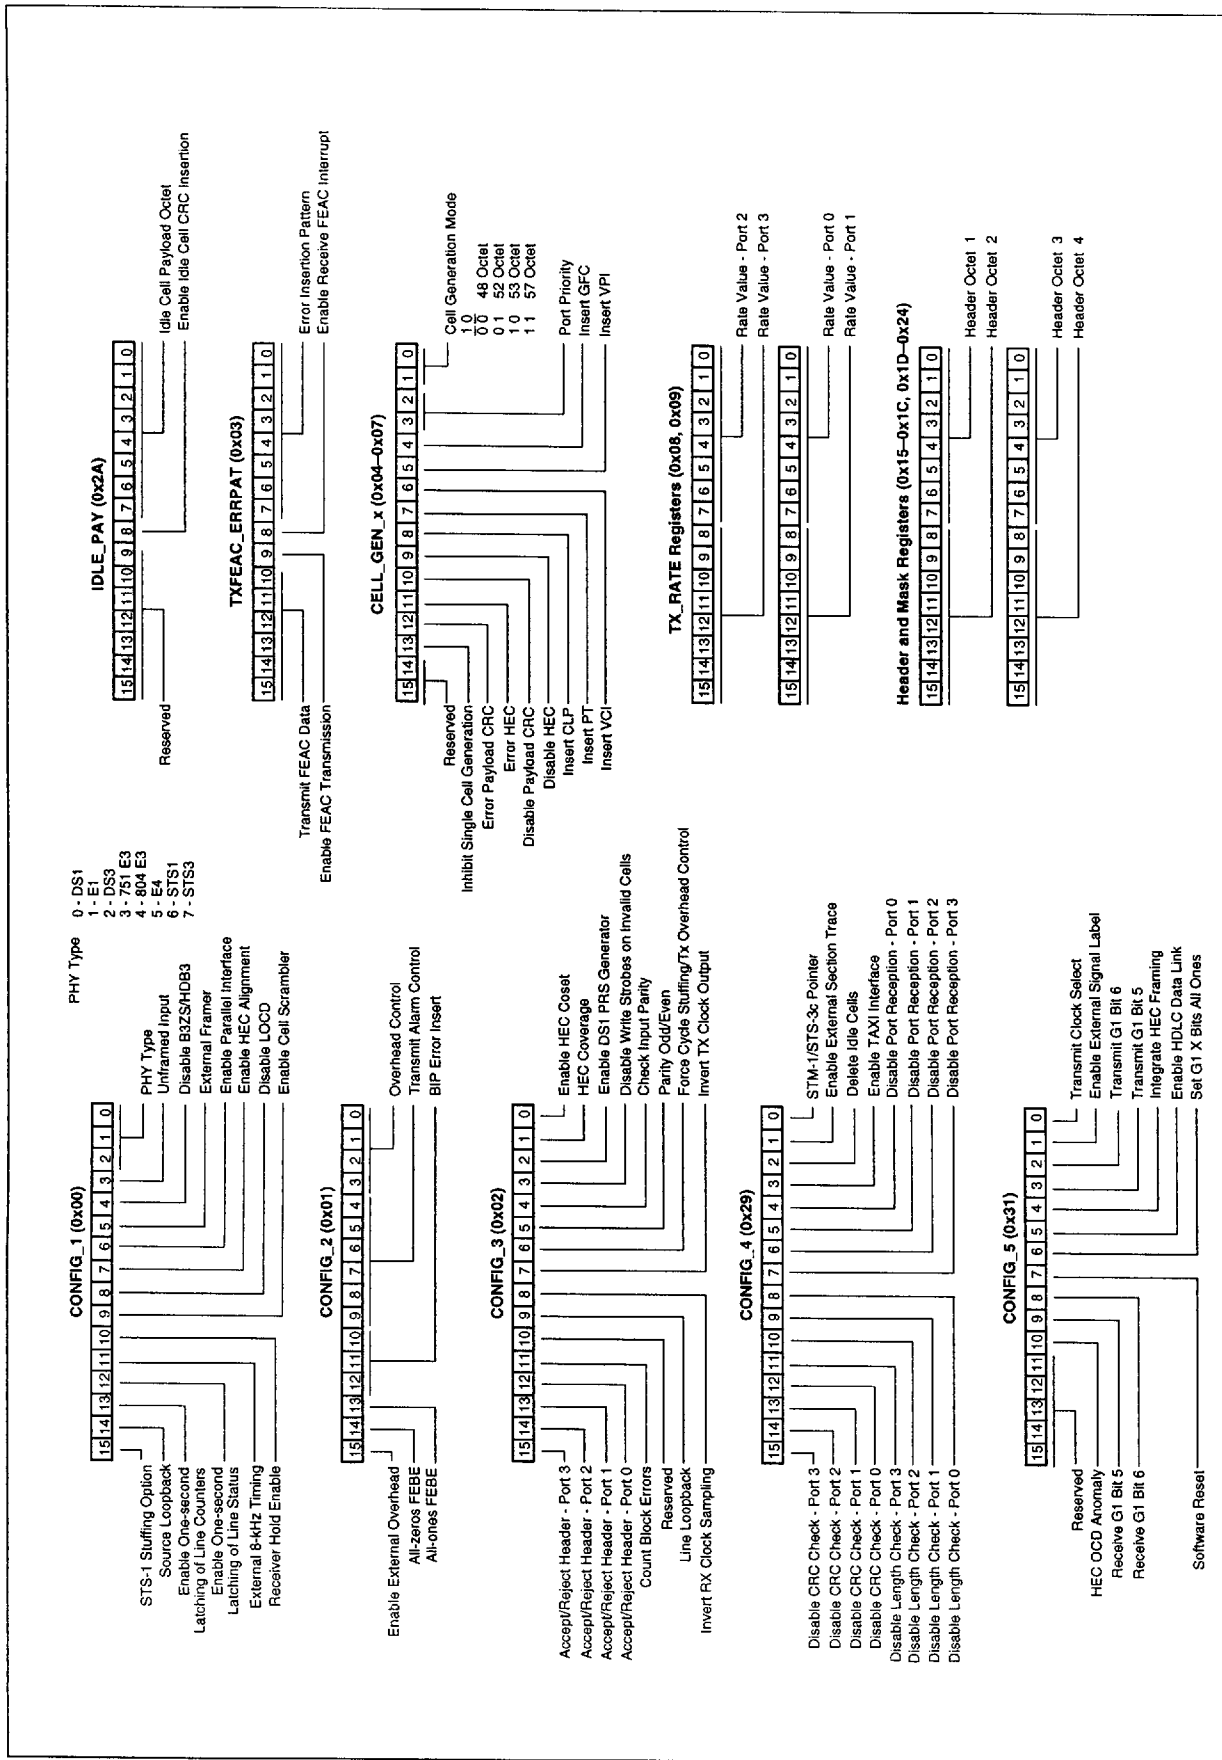 CONFIG_1 (0x00)
15 14 13 12 11 10 9 8 7 6 5 4 3 2 1 0
PHY Type
0 - DS1
1 - E1
2 - DS3
3 - 751 E3
4 - 804 E3
5 - E4
6 - STS1
7 - STS3
STS-1 Stuffing Option
Source Loopback
Enable One-second
Latching of Line Counters
Enable One-second
Latching of Line Status
External 8-kHz Timing
Receiver Hold Enable
PHY Type
Unframed Input
Disable B3ZS/HDB3
External Framer
Enable Parallel Interface
Enable HEC Alignment
Disable LOCD
Enable Cell Scrambler
CONFIG_2 (0x01)
15 14 13 12 11 10 9 8 7 6 5 4 3 2 1 0
Enable External Overhead
All-zeros FEBE
All-ones FEBE
Overhead Control
Transmit Alarm Control
BIP Error Insert
CONFIG_3 (0x02)
15 14 13 12 11 10 9 8 7 6 5 4 3 2 1 0
Accept/Reject Header - Port 3
Accept/Reject Header - Port 2
Accept/Reject Header - Port 1
Accept/Reject Header - Port 0
Count Block Errors
Reserved
Line Loopback
Invert RX Clock Sampling
Enable HEC Coset
HEC Coverage
Enable DS1 PRS Generator
Disable Write Strobes on Invalid Cells
Check Input Parity
Parity Odd/Even
Force Cycle Stuffing/Tx Overhead Control
Invert TX Clock Output
CONFIG_4 (0x29)
15 14 13 12 11 10 9 8 7 6 5 4 3 2 1 0
Disable CRC Check - Port 3
Disable CRC Check - Port 2
Disable CRC Check - Port 1
Disable CRC Check - Port 0
Disable Length Check - Port 3
Disable Length Check - Port 2
Disable Length Check - Port 1
Disable Length Check - Port 0
STM-1/STS-3c Pointer
Enable External Section Trace
Delete Idle Cells
Enable TAXI Interface
Disable Port Reception - Port 0
Disable Port Reception - Port 1
Disable Port Reception - Port 2
Disable Port Reception - Port 3
CONFIG_5 (0x31)
15 14 13 12 11 10 9 8 7 6 5 4 3 2 1 0
Reserved
HEC OCD Anomaly
Receive G1 Bit 5
Receive G1 Bit 6
Software Reset
Transmit Clock Select
Enable External Signal Label
Transmit G1 Bit 6
Transmit G1 Bit 5
Integrate HEC Framing
Enable HDLC Data Link
Set G1 X Bits All Ones
IDLE_PAY (0x2A)
15 14 13 12 11 10 9 8 7 6 5 4 3 2 1 0
Reserved
Idle Cell Payload Octet
Enable Idle Cell CRC Insertion
TXFEAC_ERRPAT (0x03)
15 14 13 12 11 10 9 8 7 6 5 4 3 2 1 0
Transmit FEAC Data
Enable FEAC Transmission
Error Insertion Pattern
Enable Receive FEAC Interrupt
CELL_GEN_x (0x04–0x07)
15 14 13 12 11 10 9 8 7 6 5 4 3 2 1 0
Reserved
Inhibit Single Cell Generation
Error Payload CRC
Error HEC
Disable Payload CRC
Disable HEC
Insert CLP
Insert PT
Insert VCI
Cell Generation Mode
1 0
0 0 48 Octet
0 1 52 Octet
1 0 53 Octet
1 1 57 Octet
Port Priority
Insert GFC
Insert VPI
TX_RATE Registers (0x08, 0x09)
15 14 13 12 11 10 9 8 7 6 5 4 3 2 1 0
Rate Value - Port 2
Rate Value - Port 3
15 14 13 12 11 10 9 8 7 6 5 4 3 2 1 0
Rate Value - Port 0
Rate Value - Port 1
Header and Mask Registers (0x15–0x1C, 0x1D–0x24)
15 14 13 12 11 10 9 8 7 6 5 4 3 2 1 0
Header Octet 1
Header Octet 2
15 14 13 12 11 10 9 8 7 6 5 4 3 2 1 0
Header Octet 3
Header Octet 4